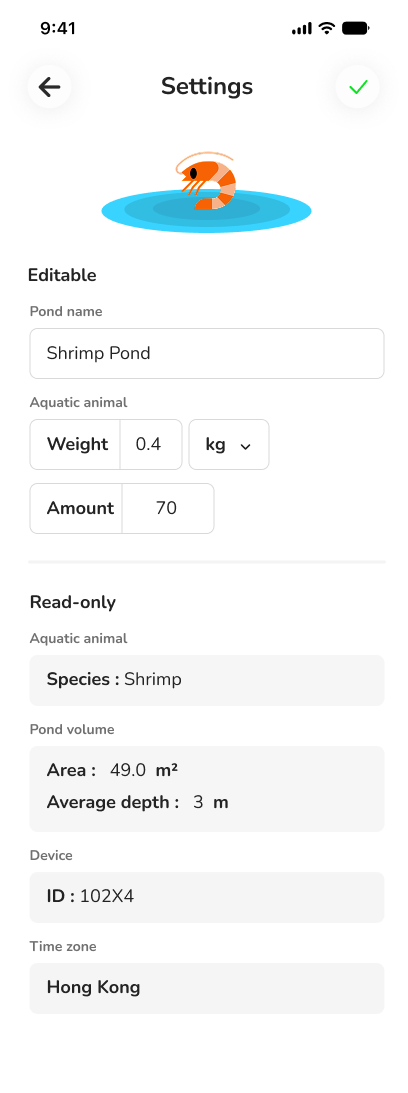 9:41
Settings
Editable
Pond name
Shrimp Pond
Aquatic animal
Weight 0.4 kg
Amount 70
Read-only
Aquatic animal
Species : Shrimp
Pond volume
Area : 49.0 m²
Average depth : 3 m
Device
ID : 102X4
Time zone
Hong Kong